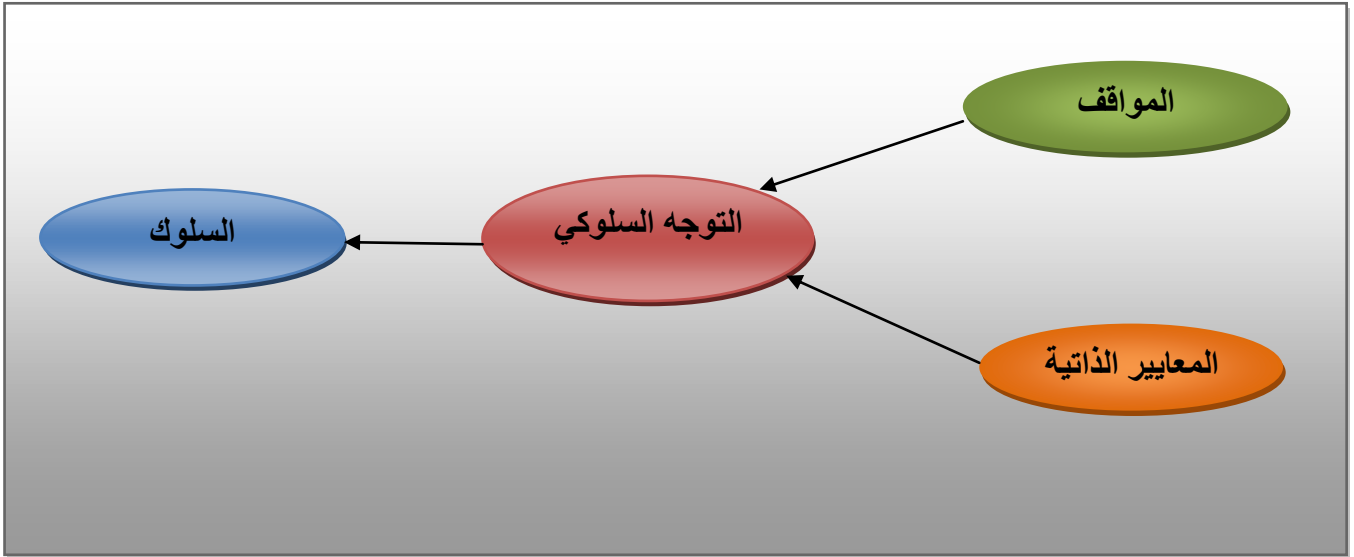 المواقف
التوجه السلوكي
السلوك
المعايير الذاتية